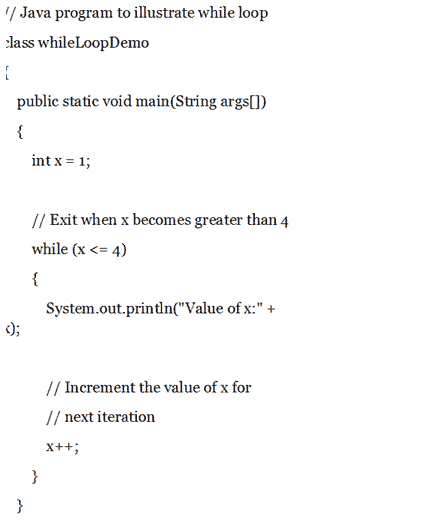 // Java program to illustrate while loop
class whileLoopDemo
{
public static void main(String args[])
{
int x = 1;
// Exit when x becomes greater than 4
while (x <= 4)
{
System.out.println("Value of x:" +
x);
// Increment the value of x for
// next iteration
x++;
}
}